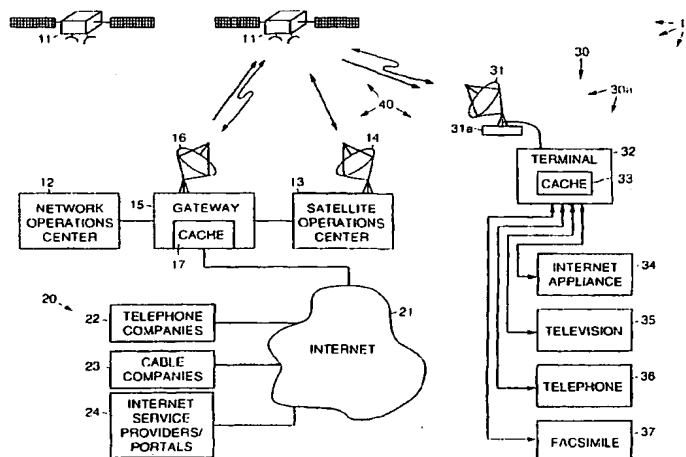 11
11
30
31
30a
40
31a
16
14
32
TERMINAL
CACHE
33
12
15
13
NETWORK
OPERATIONS
CENTER
GATEWAY
CACHE
17
SATELLITE
OPERATIONS
CENTER
34
INTERNET
APPLIANCE
20
21
22
TELEPHONE
COMPANIES
INTERNET
35
TELEVISION
23
CABLE
COMPANIES
36
TELEPHONE
24
INTERNET
SERVICE
PROVIDERS/
PORTALS
37
FACSIMILE